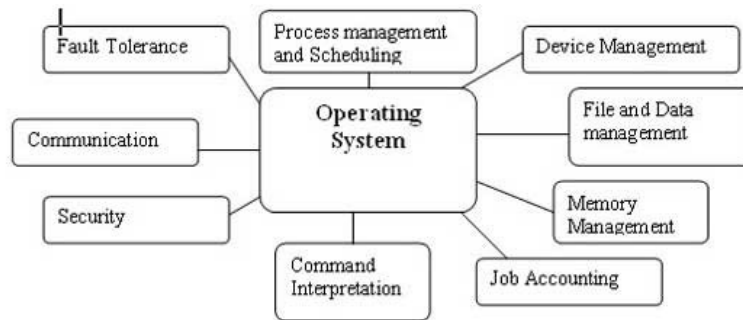 Fault Tolerance
Process management
and Scheduling
Device Management
Operating
System
File and Data
management
Communication
Security
Memory
Management
Command
Interpretation
Job Accounting